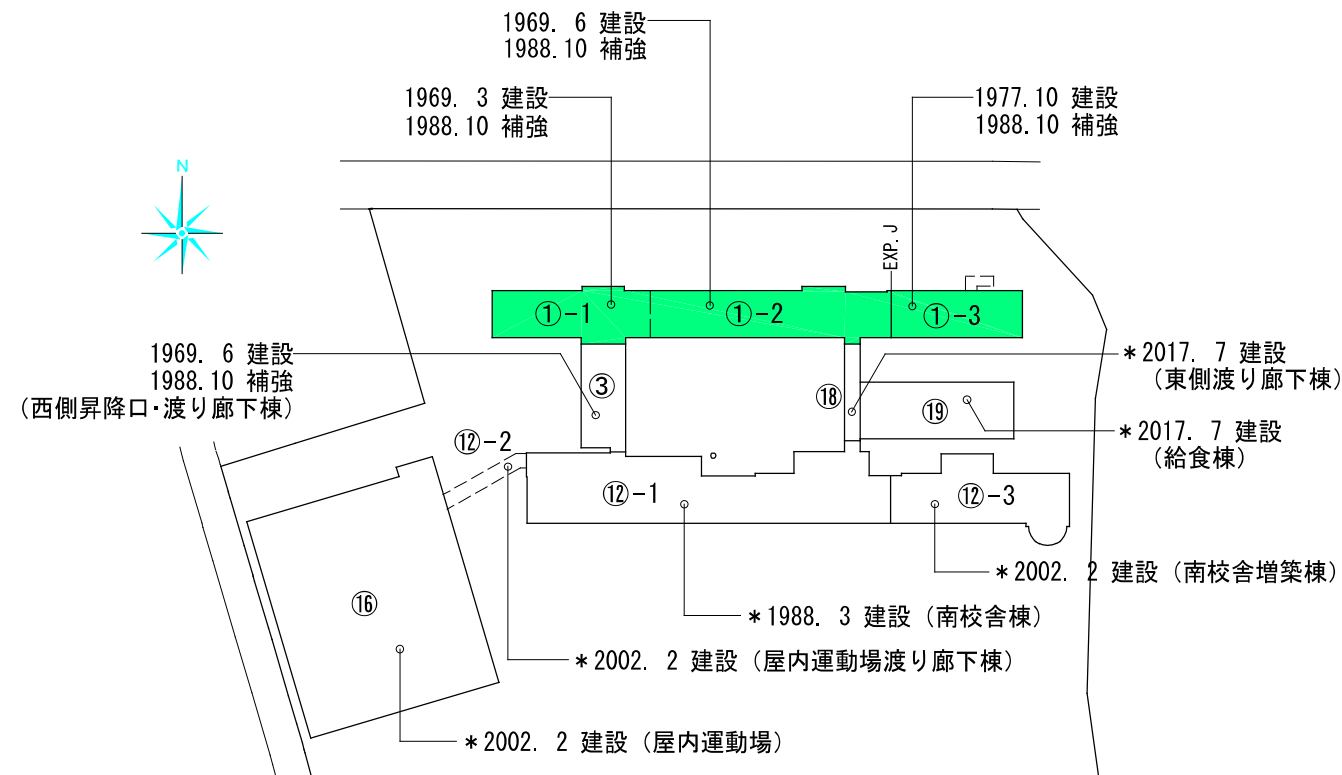 1969. 6 建設
1988.10 補強
1969. 3 建設
1988.10 補強
1977.10 建設
1988.10 補強
N
EXP.J
①-1
①-2
①-3
1969. 6 建設
1988.10 補強
(西側昇降口･渡り廊下棟)
③
⑱
⑲
*2017. 7 建設
(東側渡り廊下棟)
*2017. 7 建設
(給食棟)
⑫-2
⑫-1
⑫-3
⑯
*2002. 2 建設(南校舎増築棟)
*1988. 3 建設(南校舎棟)
*2002. 2 建設(屋内運動場渡り廊下棟)
*2002. 2 建設(屋内運動場)